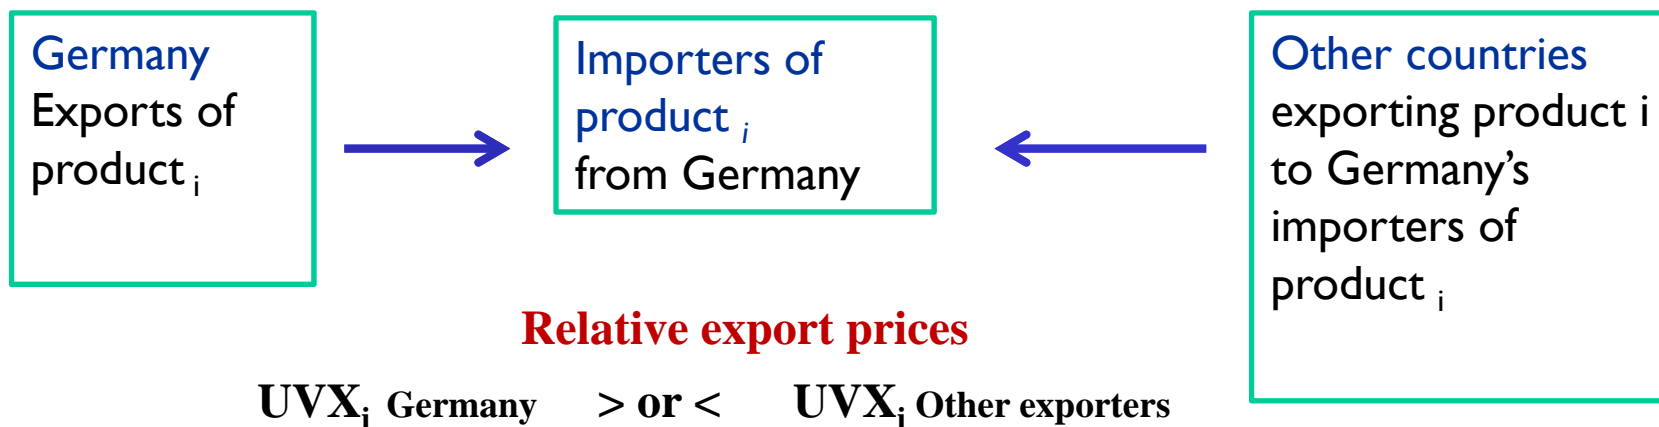 Germany
Exports of
product i
Importers of
product i
from Germany
Other countries
exporting product i
to Germany’s
importers of
product i
Relative export prices
UVXi Germany > or < UVXi Other exporters